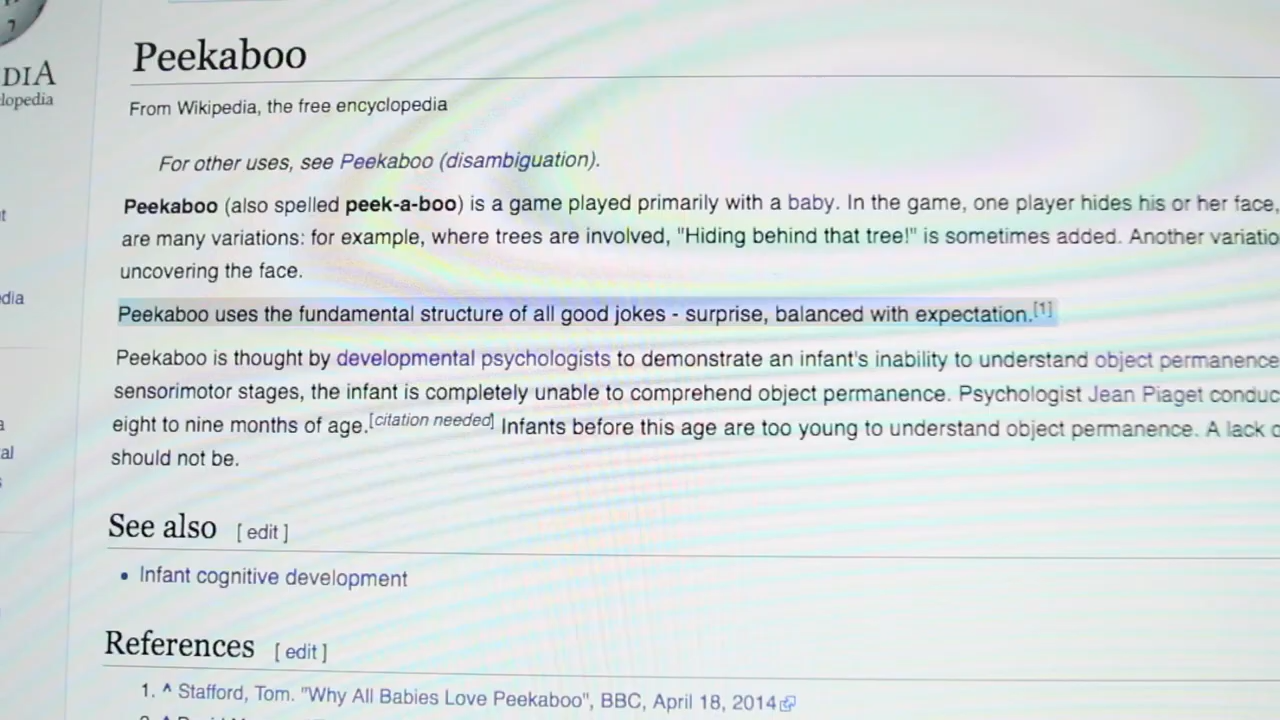 DIA
lopedia
Peekaboo
From Wikipedia, the free encyclopedia
For other uses, see Peekaboo (disambiguation).
Peekaboo (also spelled peek-a-boo) is a game played primarily with a baby. In the game, one player hides his or her face,
are many variations: for example, where trees are involved, "Hiding behind that tree!" is sometimes added. Another variatio
uncovering the face.
dia
Peekaboo uses the fundamental structure of all good jokes - surprise, balanced with expectation.[1]
Peekaboo is thought by developmental psychologists to demonstrate an infant's inability to understand object permanence
sensorimotor stages, the infant is completely unable to comprehend object permanence. Psychologist Jean Piaget conduc
eight to nine months of age.[citation needed] Infants before this age are too young to understand object permanence. A lack
al
should not be.
See also [ edit ]
• Infant cognitive development
References [ edit ]
1. ^ Stafford, Tom. "Why All Babies Love Peekaboo", BBC, April 18, 2014